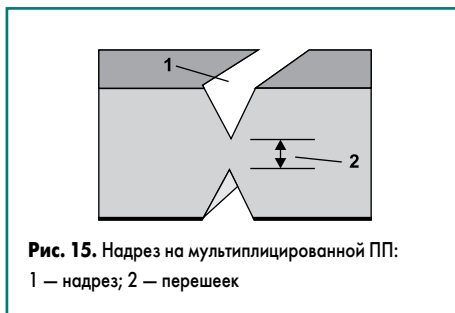 1
2
Рис. 15. Надрез на мультиплицированной ПП:
1 — надрез; 2 — перешеек